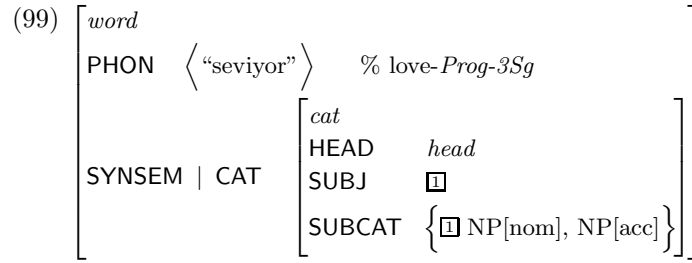 (99) word
PHON ⟨“seviyor”⟩ % love-Prog-3Sg
cat
HEAD head
SYNSEM | CAT SUBJ 1
SUBCAT {1 NP[nom], NP[acc]}